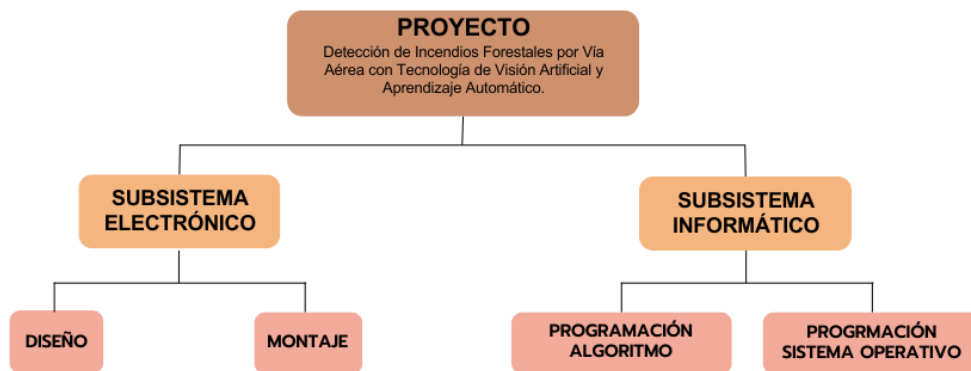 PROYECTO
Detección de Incendios Forestales por Vía
Aérea con Tecnología de Visión Artificial y
Aprendizaje Automático.
SUBSISTEMA
ELECTRÓNICO
SUBSISTEMA
INFORMÁTICO
DISEÑO
MONTAJE
PROGRAMACIÓN
ALGORITMO
PROGRMACIÓN
SISTEMA OPERATIVO